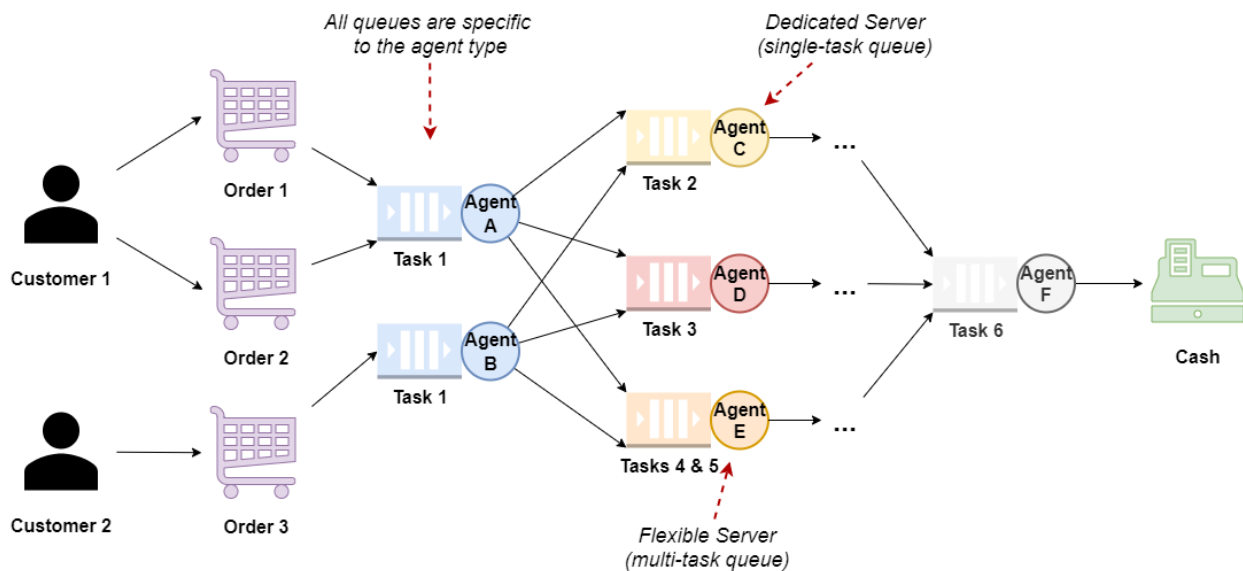 All queues are specific
to the agent type
Dedicated Server
(single-task queue)
Customer 1
Customer 2
Order 1
Order 2
Order 3
Agent
A
Task 1
Agent
B
Task 1
Agent
C
Task 2
...
Agent
D
Task 3
...
Agent
E
Tasks 4 & 5
...
Agent
F
Task 6
Cash
Flexible Server
(multi-task queue)